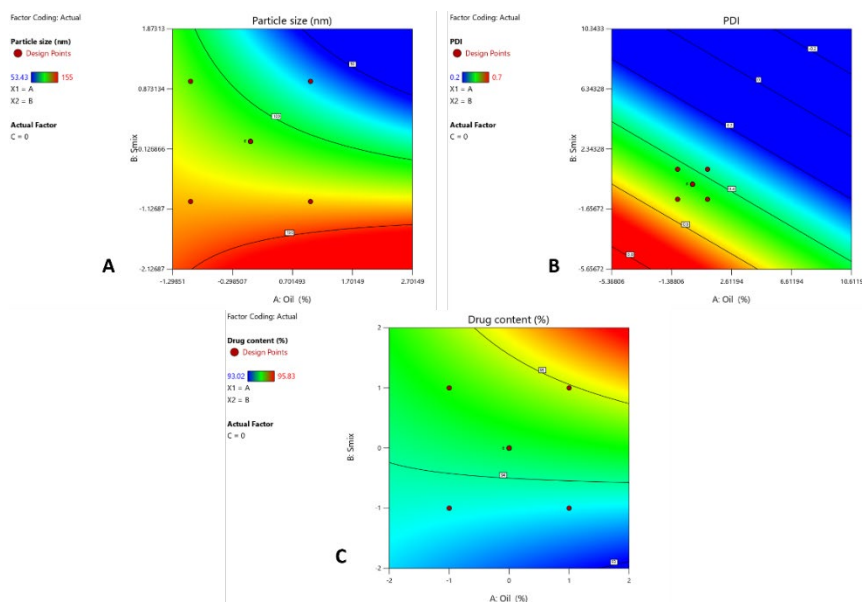 Factor Coding: Actual
Particle size (nm)
Particle size (nm)
Design Points
53.43 155
X1 = A
X2 = B
Actual Factor
C = 0
1.87313
0.873134
-0.126866
-1.12687
-2.12687
B: Smix
-1.29851 -0.298507 0.701493 1.70149 2.70149
A: Oil (%)
A
Factor Coding: Actual
PDI
PDI
Design Points
0.2 0.7
X1 = A
X2 = B
Actual Factor
C = 0
10.3433
6.34328
2.34328
-1.65672
-5.65672
B: Smix
-5.38806 -1.38806 2.61194 6.61194 10.6119
A: Oil (%)
B
Factor Coding: Actual
Drug content (%)
Drug content (%)
Design Points
93.02 95.83
X1 = A
X2 = B
Actual Factor
C = 0
2
1
0
-1
-2
B: Smix
-2 -1 0 1 2
A: Oil (%)
C